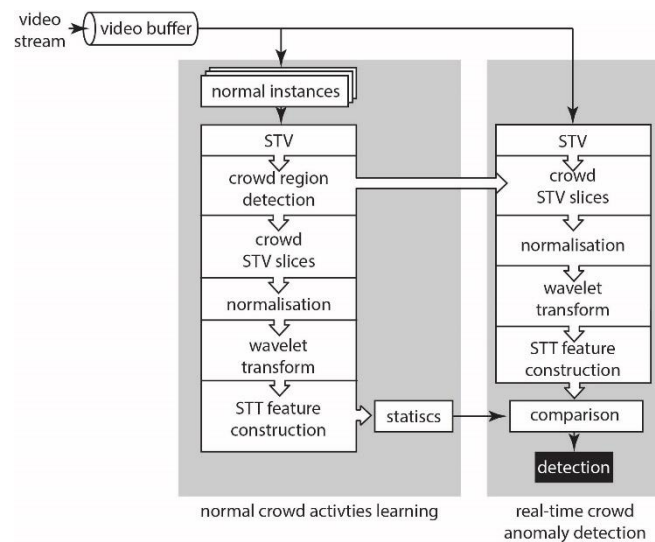 video
stream
video buffer
normal instances
STV
crowd region
detection
crowd
STV slices
normalisation
wavelet
transform
STT feature
construction
statiscs
normal crowd activties learning
STV
crowd
STV slices
normalisation
wavelet
transform
STT feature
construction
comparison
detection
real-time crowd
anomaly detection